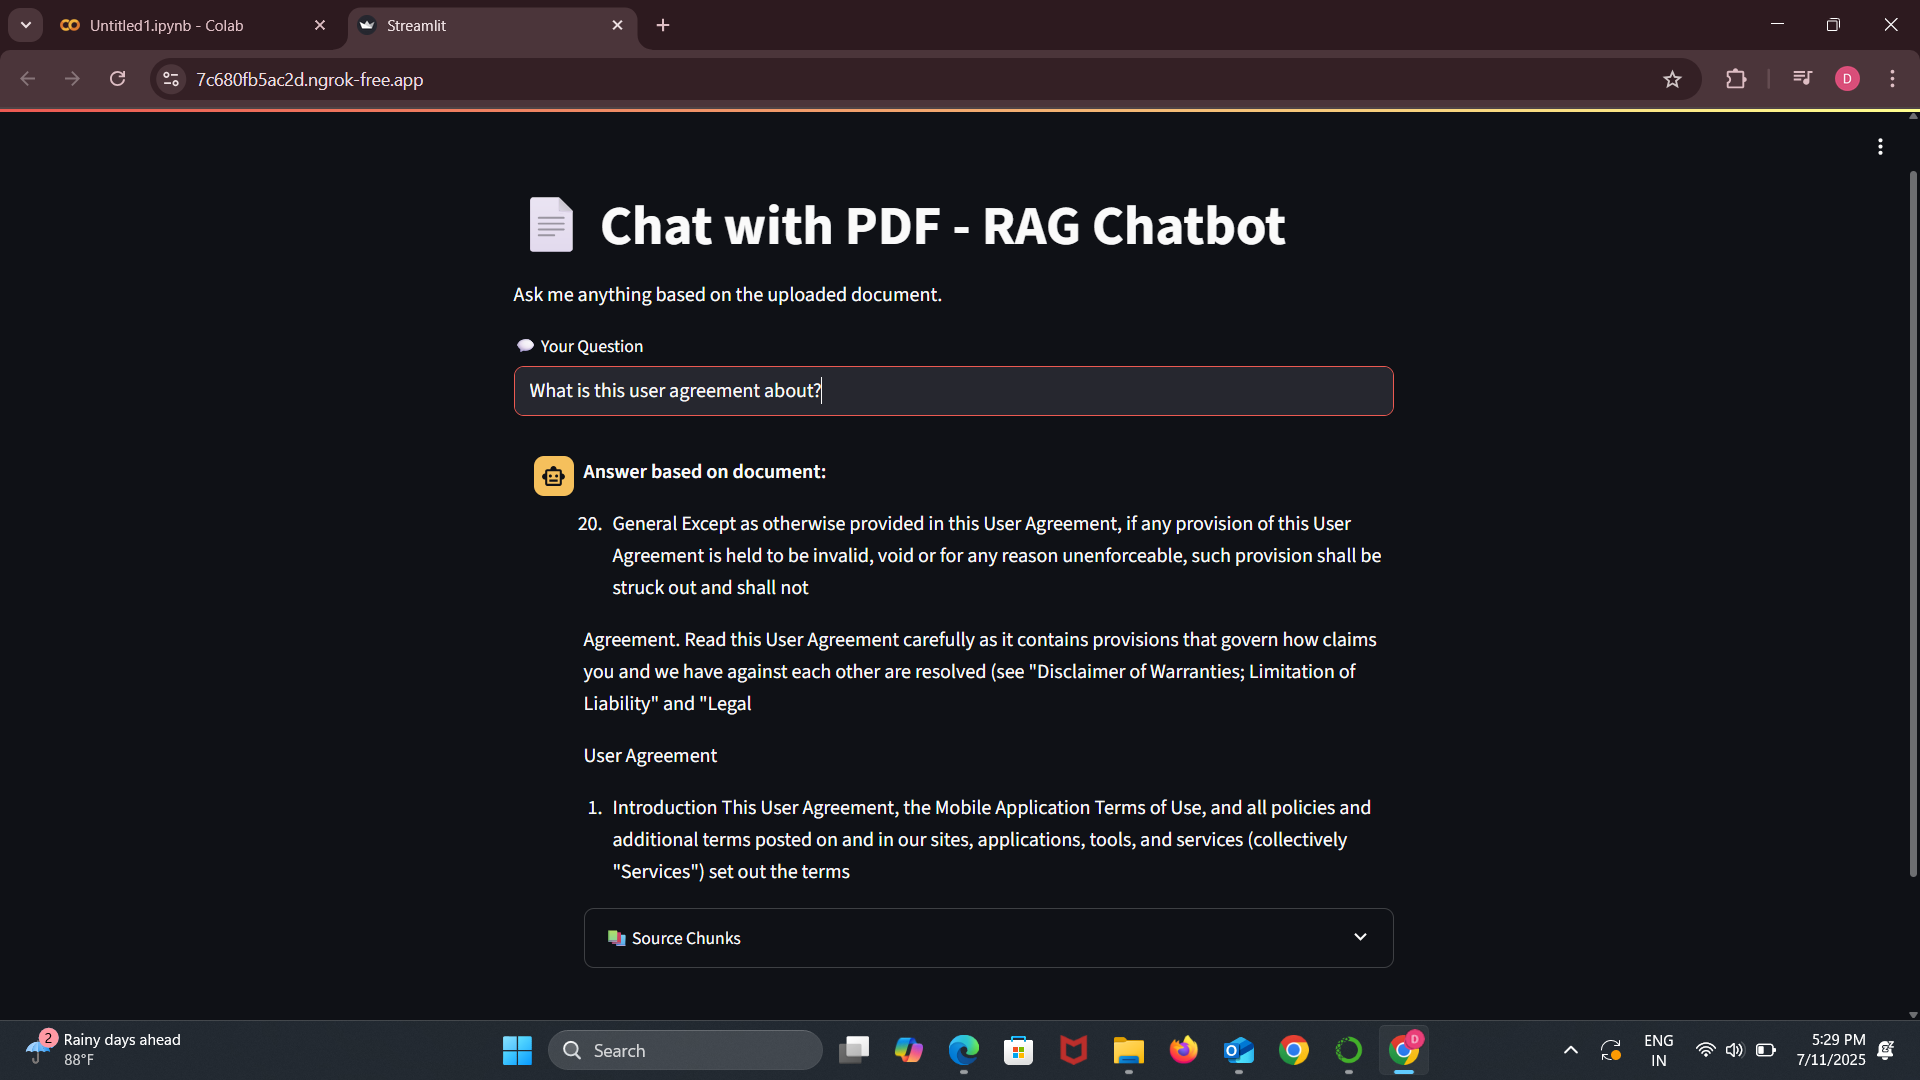 Untitled1.ipynb - Colab
Streamlit
7c680fb5ac2d.ngrok-free.app
D
Chat with PDF - RAG Chatbot
Ask me anything based on the uploaded document.
Your Question
What is this user agreement about?
Answer based on document:
20. General Except as otherwise provided in this User Agreement, if any provision of this User
Agreement is held to be invalid, void or for any reason unenforceable, such provision shall be
struck out and shall not
Agreement. Read this User Agreement carefully as it contains provisions that govern how claims
you and we have against each other are resolved (see "Disclaimer of Warranties; Limitation of
Liability" and "Legal
User Agreement
1. Introduction This User Agreement, the Mobile Application Terms of Use, and all policies and
additional terms posted on and in our sites, applications, tools, and services (collectively
"Services") set out the terms
Source Chunks
2
Rainy days ahead
88°F
Search
D
ENG
IN
5:29 PM
7/11/2025